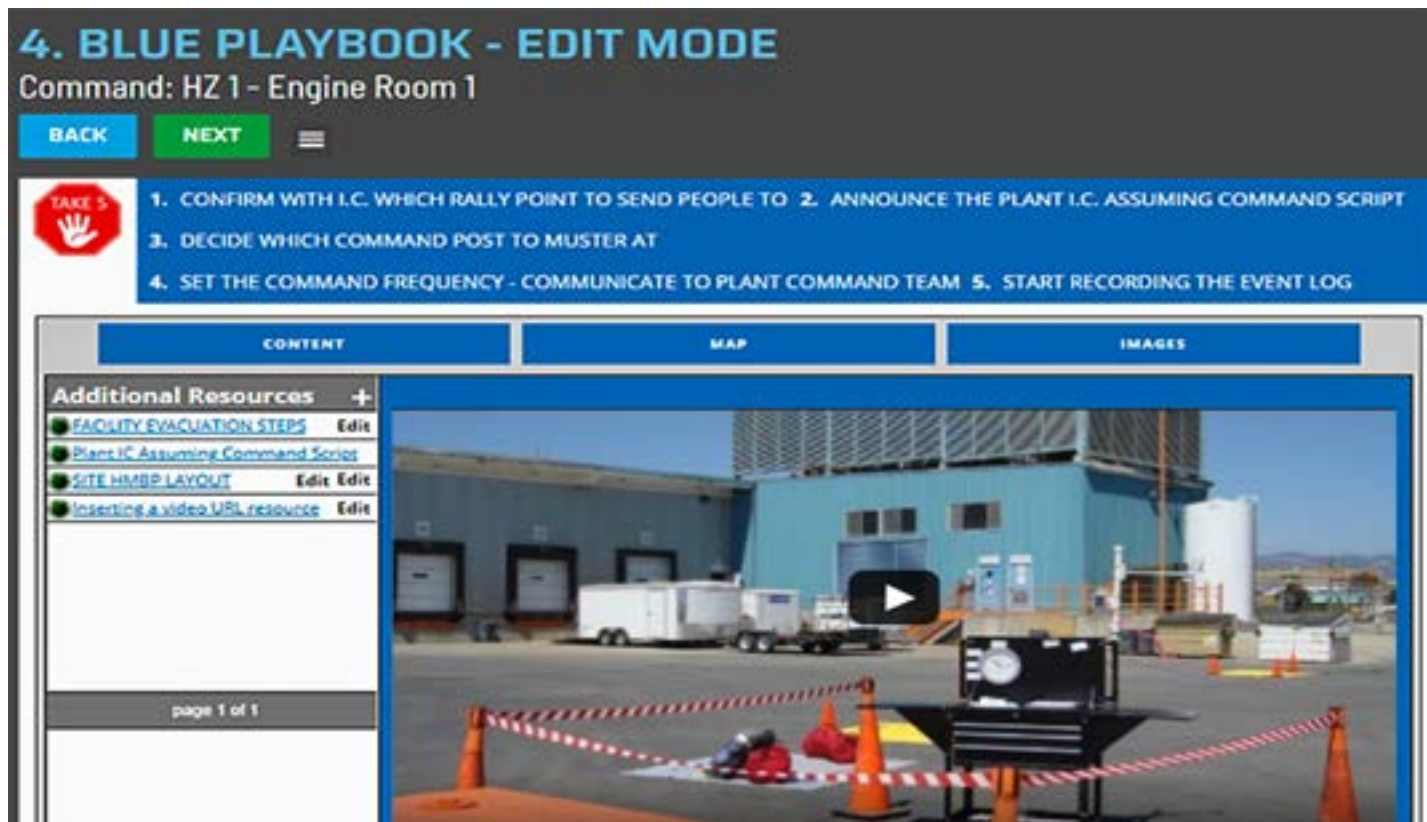 4. BLUE PLAYBOOK - EDIT MODE
Command: HZ 1 - Engine Room 1
BACK NEXT
TAKE 5
1. CONFIRM WITH I.C. WHICH RALLY POINT TO SEND PEOPLE TO 2. ANNOUNCE THE PLANT I.C. ASSUMING COMMAND SCRIPT
3. DECIDE WHICH COMMAND POST TO MUSTER AT
4. SET THE COMMAND FREQUENCY - COMMUNICATE TO PLANT COMMAND TEAM 5. START RECORDING THE EVENT LOG
CONTENT MAP IMAGES
Additional Resources +
FACILITY EVACUATION STEPS Edit
Plant IC Assuming Command Script
SITE HMBP LAYOUT Edit Edit
Inserting a video URL resource Edit
page 1 of 1